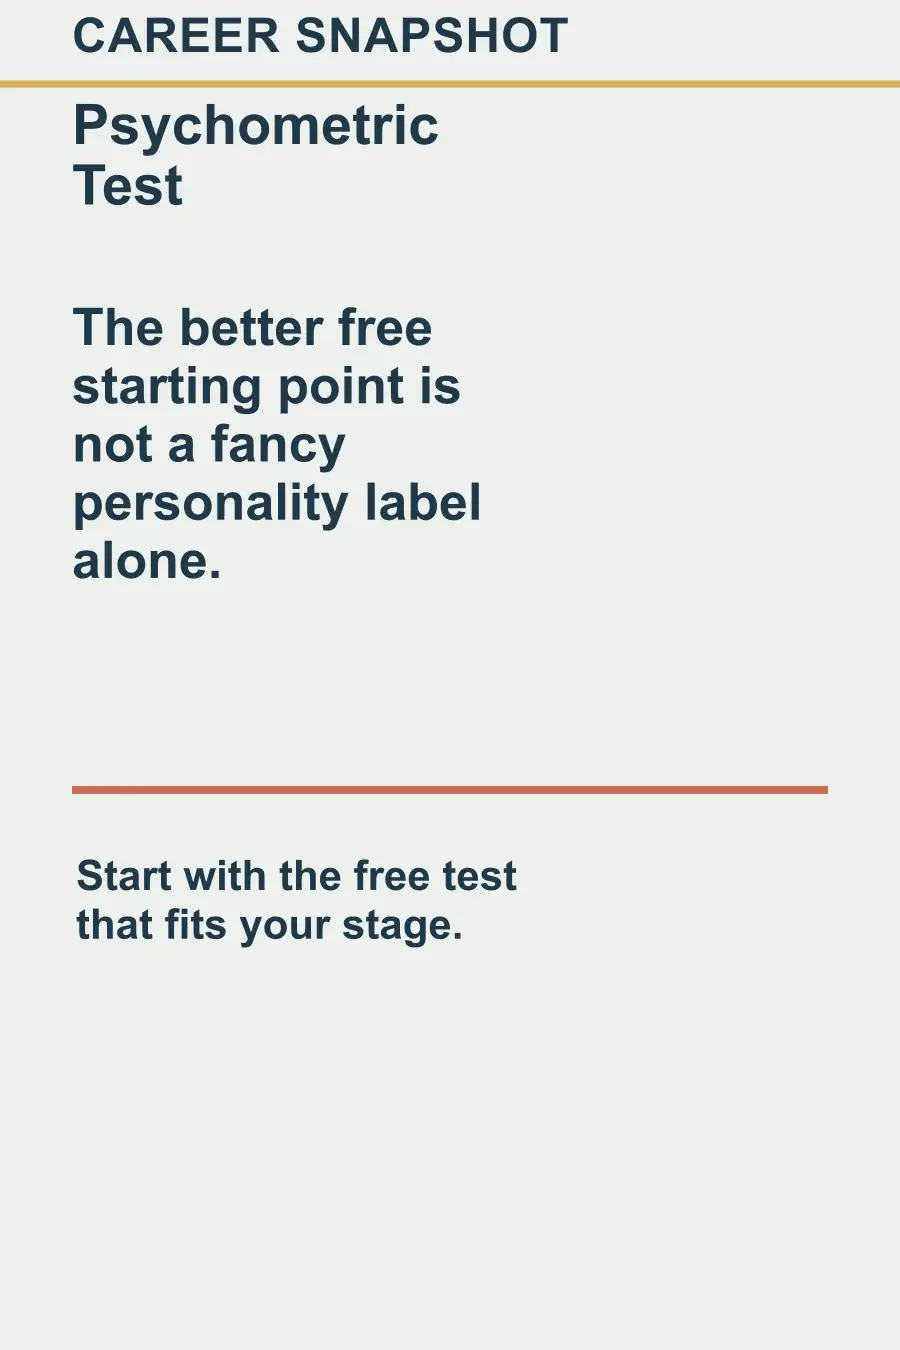 CAREER SNAPSHOT
Psychometric
Test
The better free
starting point is
not a fancy
personality label
alone.
Start with the free test
that fits your stage.